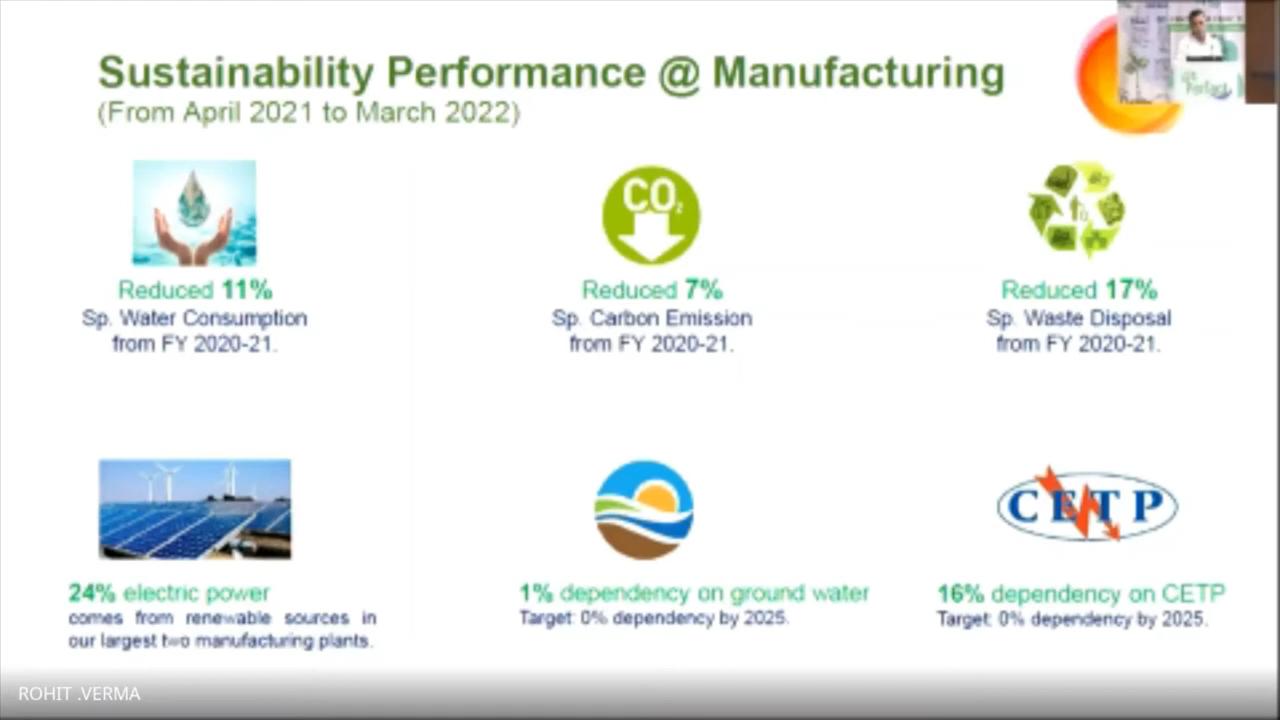 Sustainability Performance @ Manufacturing
(From April 2021 to March 2022)
CO2
Reduced 11%
Sp. Water Consumption
from FY 2020-21.
Reduced 7%
Sp. Carbon Emission
from FY 2020-21.
Reduced 17%
Sp. Waste Disposal
from FY 2020-21.
CETP
24% electric power
comes from renewable sources in
our largest two manufacturing plants.
1% dependency on ground water
Target: 0% dependency by 2025.
16% dependency on CETP
Target: 0% dependency by 2025.
ROHIT .VERMA